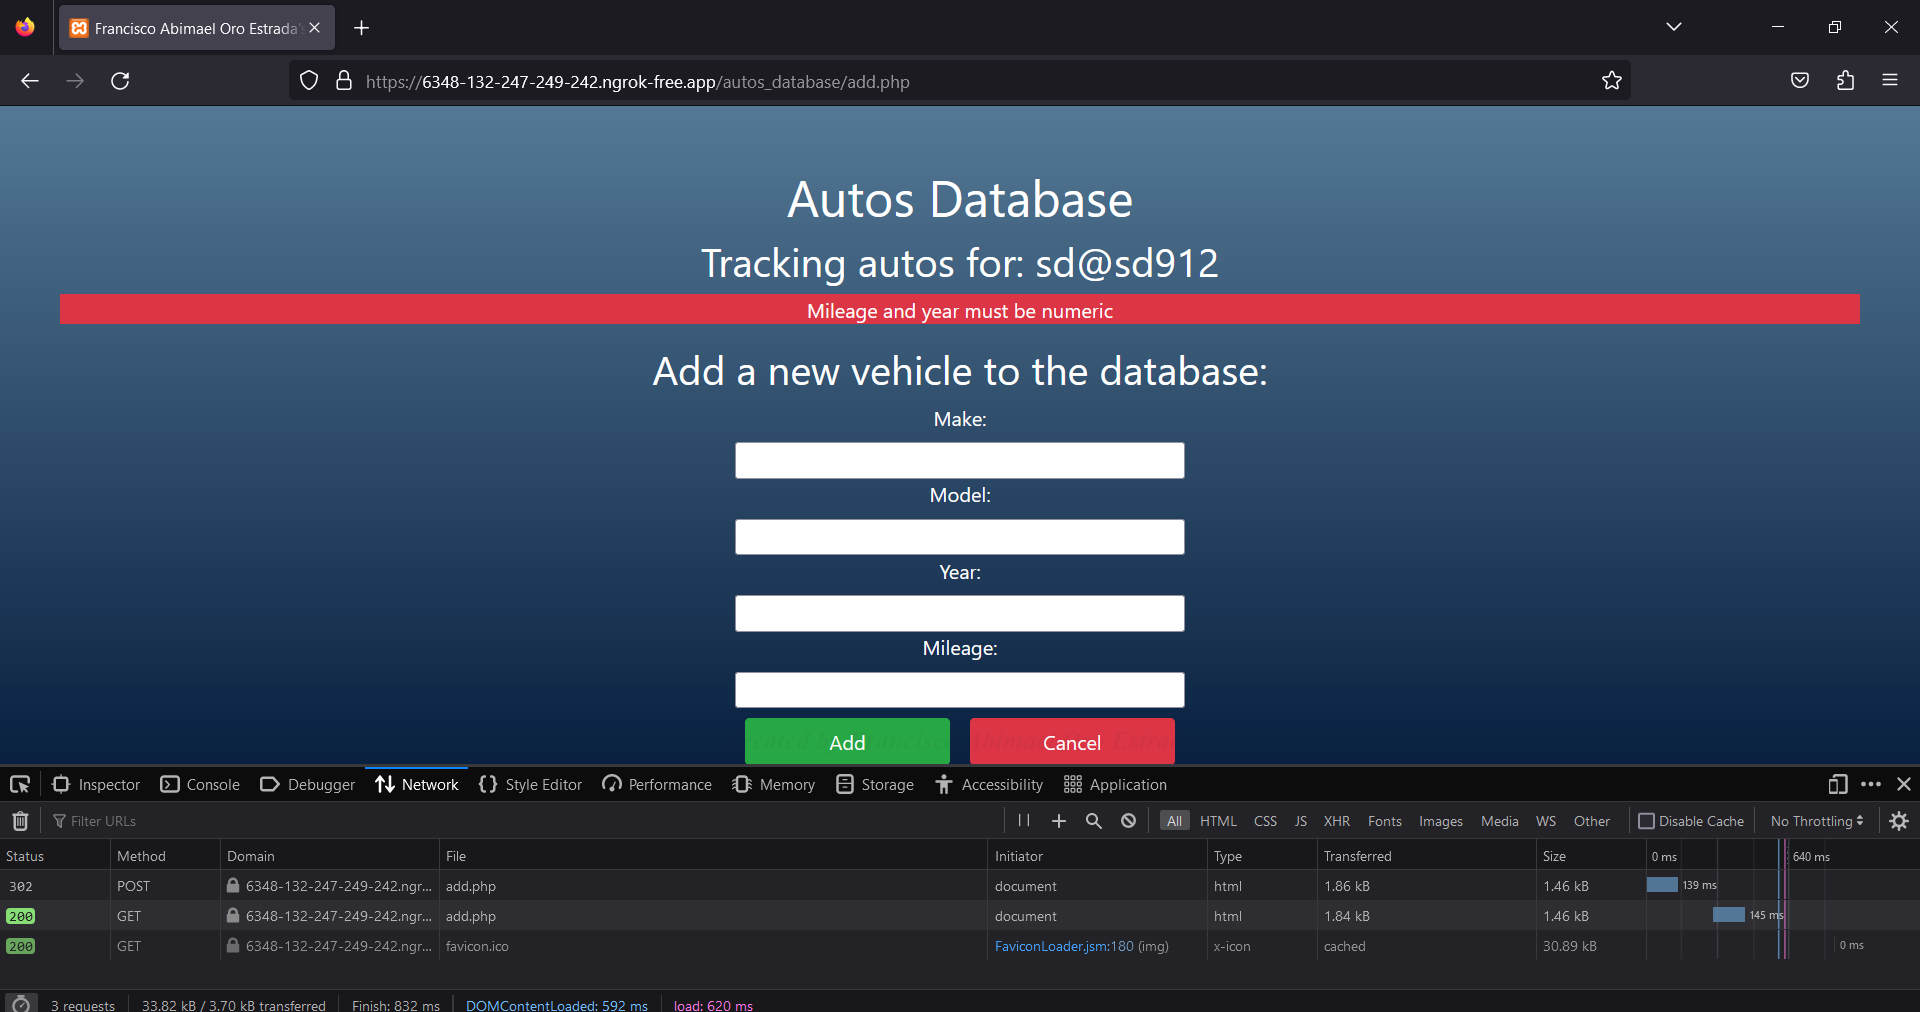 Francisco Abimael Oro Estrada's
https://6348-132-247-249-242.ngrok-free.app/autos_database/add.php
Autos Database
Tracking autos for: sd@sd912
Mileage and year must be numeric
Add a new vehicle to the database:
Make:
Model:
Year:
Mileage:
Add Cancel
Inspector Console Debugger Network Style Editor Performance Memory Storage Accessibility Application
Filter URLs All HTML CSS JS XHR Fonts Images Media WS Other Disable Cache No Throttling
Status Method Domain File Initiator Type Transferred Size 0 ms 640 ms
302 POST 6348-132-247-249-242.ngr... add.php document html 1.86 kB 1.46 kB 139 ms
200 GET 6348-132-247-249-242.ngr... add.php document html 1.84 kB 1.46 kB 145 ms
200 GET 6348-132-247-249-242.ngr... favicon.ico FaviconLoader.jsm:180 (img) x-icon cached 30.89 kB 0 ms
3 requests 33.82 kB / 3.70 kB transferred Finish: 832 ms DOMContentLoaded: 592 ms load: 620 ms